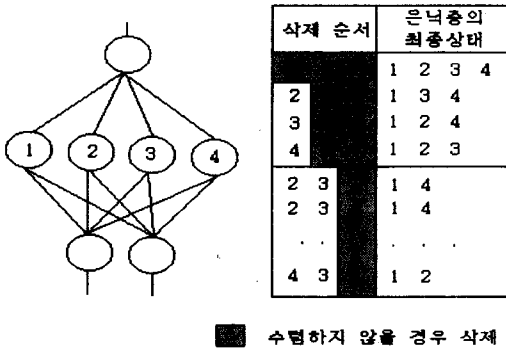 1 2 3 4
삭제 순서 은닉층의 최종상태
1 2 3 4
2 1 3 4
3 1 2 4
4 1 2 3
2 3 1 4
2 3 1 4
. . . . .
4 3 1 2
수렴하지 않을 경우 삭제